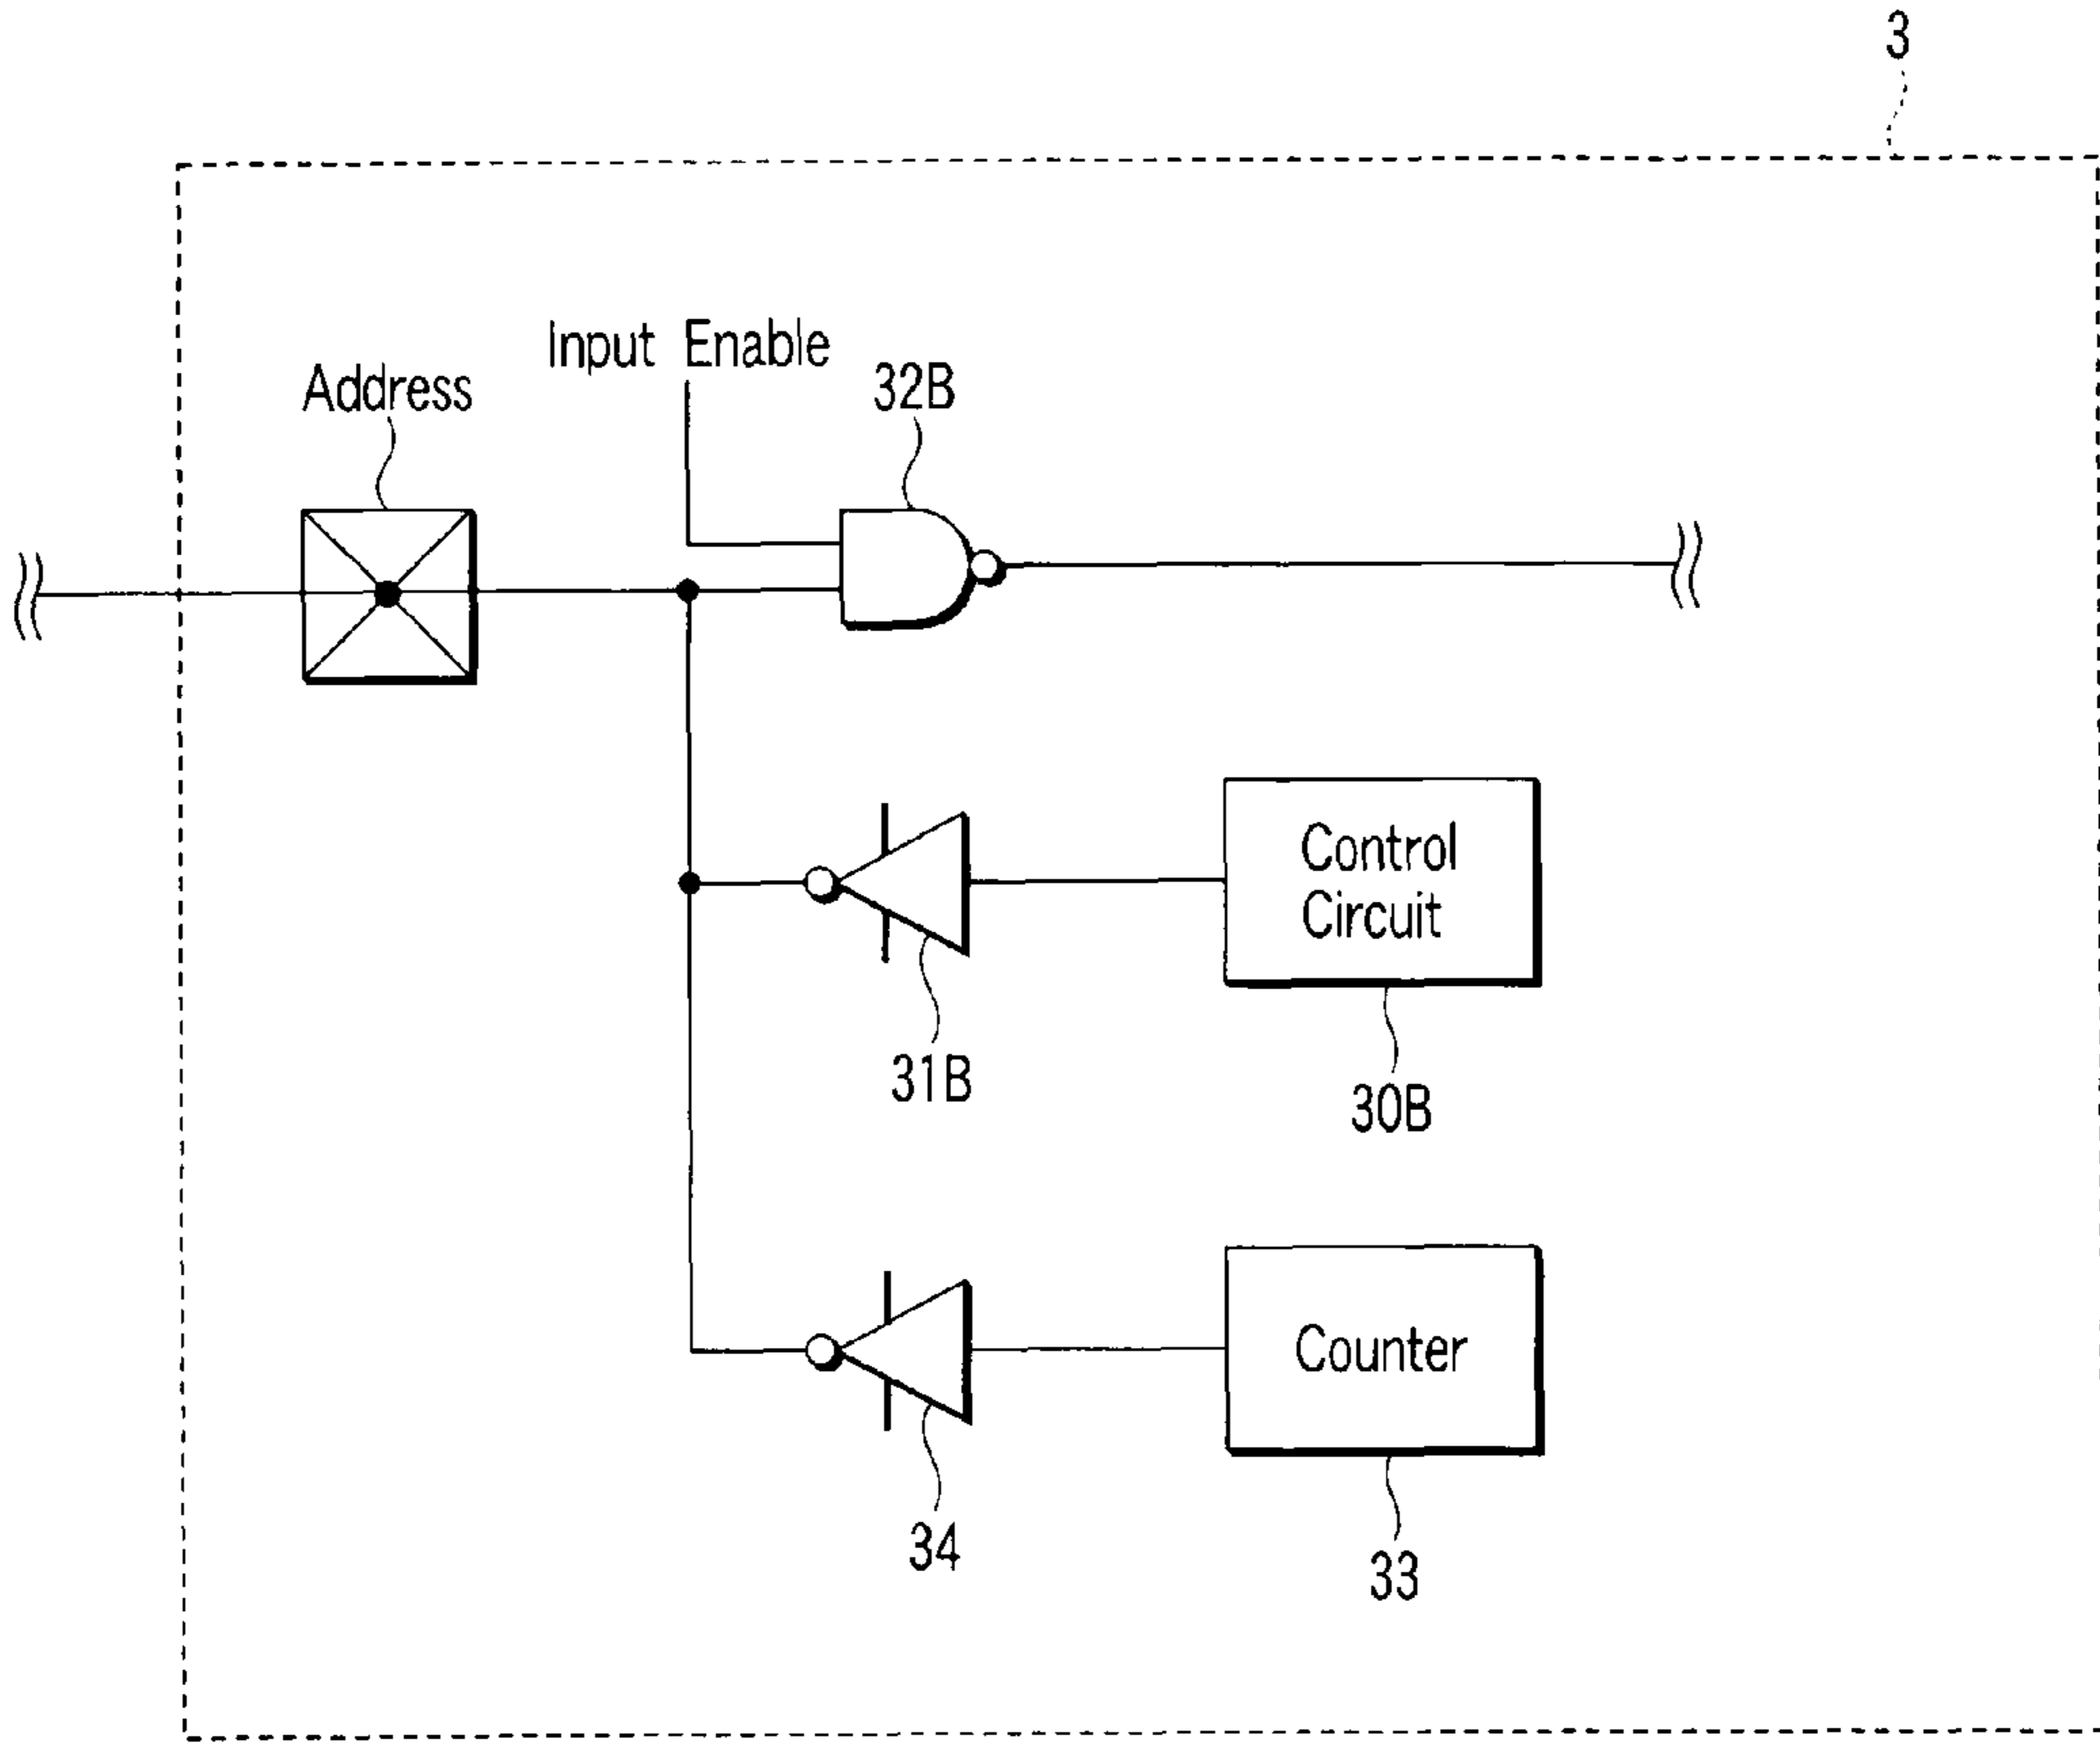 3
Input Enable
Address
32B
Control
Circuit
31B
30B
Counter
34
33